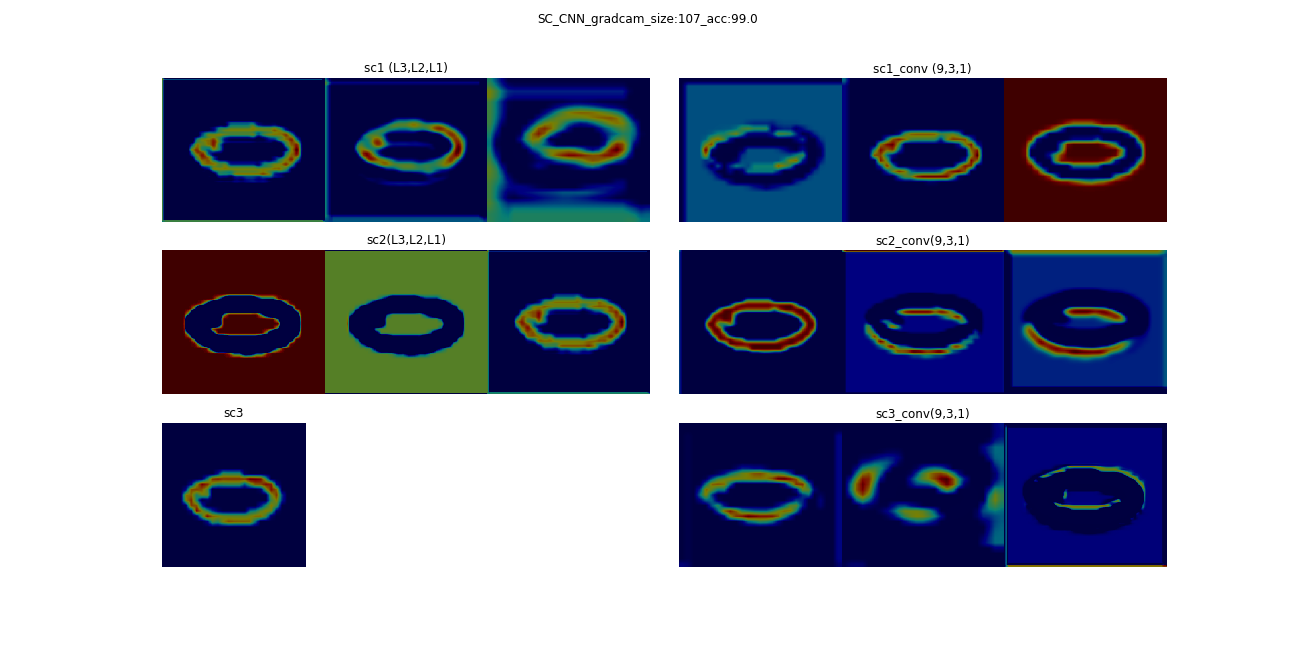 SC_CNN_gradcam_size:107_acc:99.0
sc1 (L3,L2,L1)
sc1_conv (9,3,1)
sc2(L3,L2,L1)
sc2_conv(9,3,1)
sc3
sc3_conv(9,3,1)